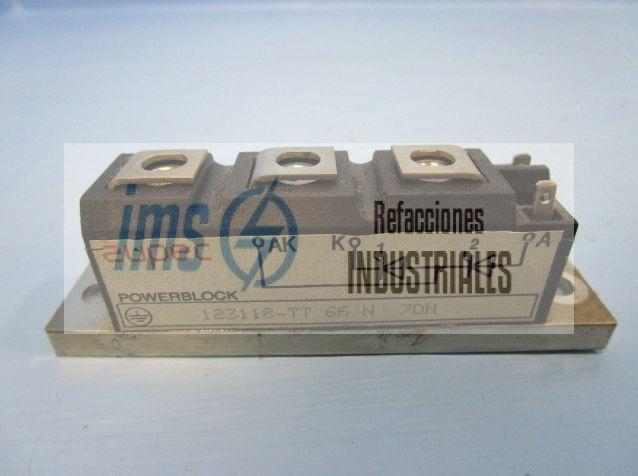 ims
Refacciones
INDUSTRIALES
eupec
AK K 1 2 A
POWERBLOCK
123118-TT 66 N 7DN